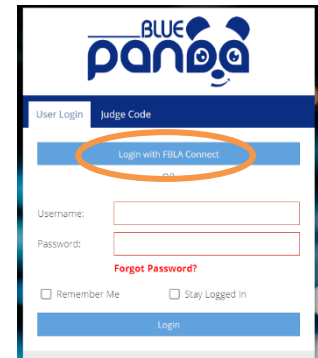 BLUE
panda
User Login Judge Code
Login with FBLA Connect
OR
Username:
Password:
Forgot Password?
Remember Me Stay Logged In
Login